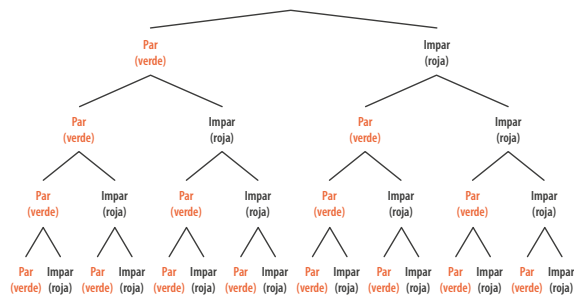 Par Impar
(verde) (roja)
Par Impar Par Impar
(verde) (roja) (verde) (roja)
Par Impar Par Impar Par Impar Par Impar
(verde) (roja) (verde) (roja) (verde) (roja) (verde) (roja)
Par Impar Par Impar Par Impar Par Impar Par Impar Par Impar Par Impar Par Impar
(verde) (roja) (verde) (roja) (verde) (roja) (verde) (roja) (verde) (roja) (verde) (roja) (verde) (roja) (verde) (roja)